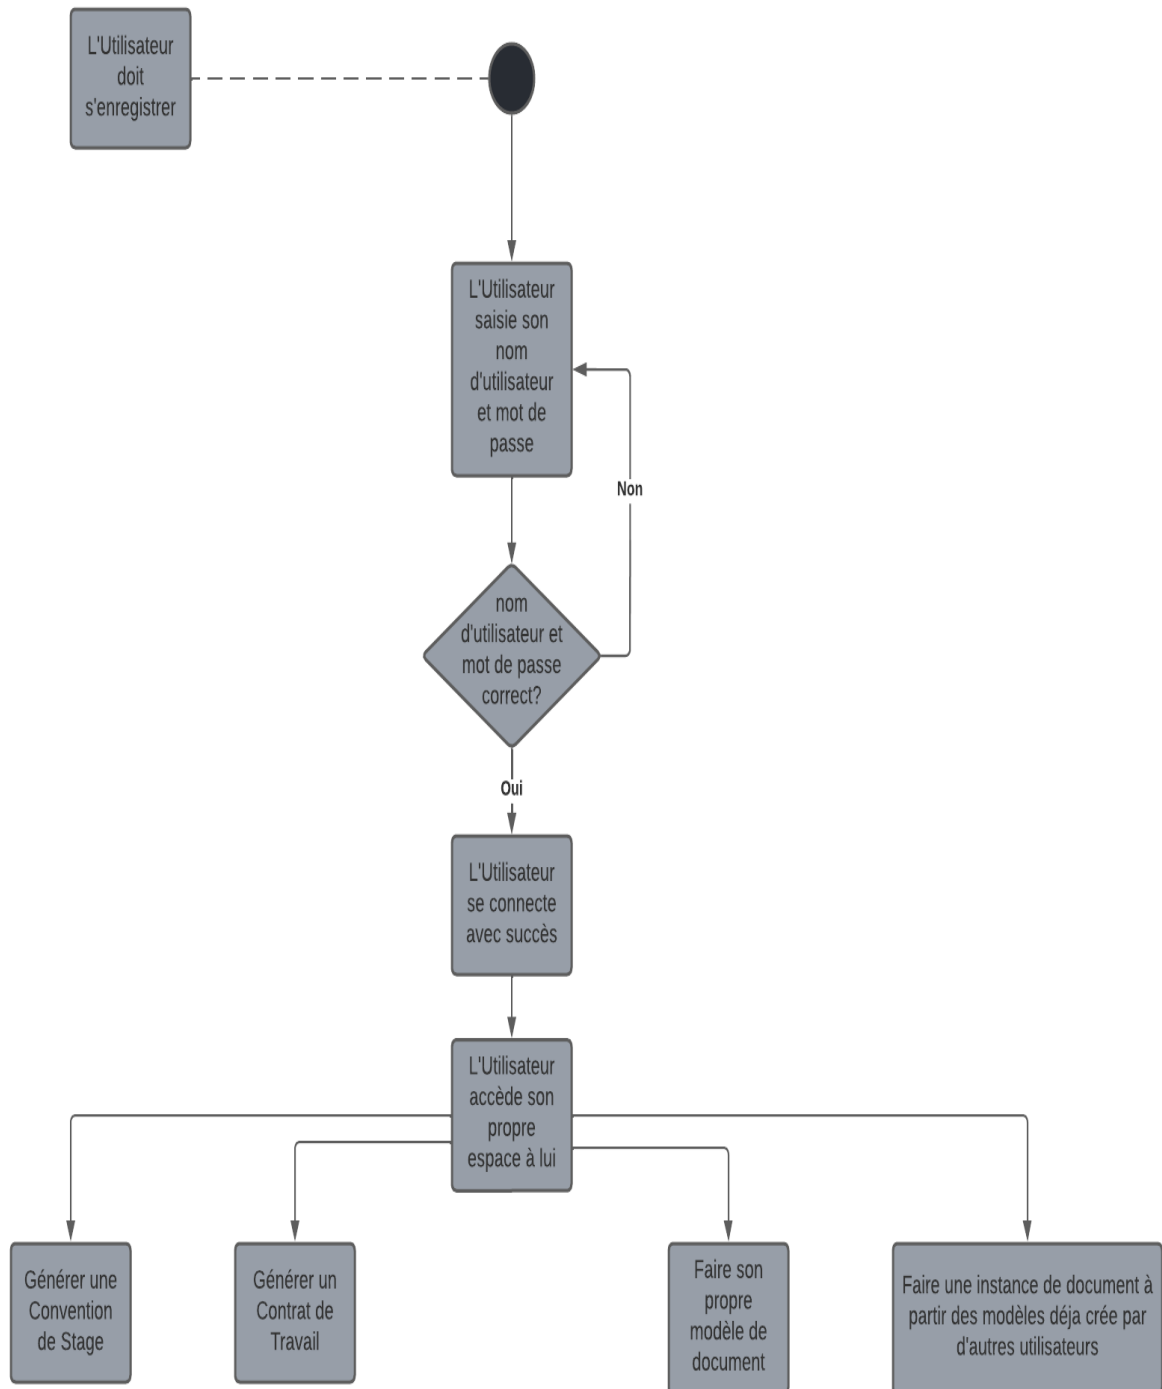 L'Utilisateur
doit
s'enregistrer
L'Utilisateur
saisie son
nom
d'utilisateur
et mot de
passe
Non
nom
d'utilisateur et
mot de passe
correct?
Oui
L'Utilisateur
se connecte
avec succès
L'Utilisateur
accède son
propre
espace à lui
Générer une
Convention
de Stage
Générer un
Contrat de
Travail
Faire son
propre
modèle de
document
Faire une instance de document à
partir des modèles déja crée par
d'autres utilisateurs